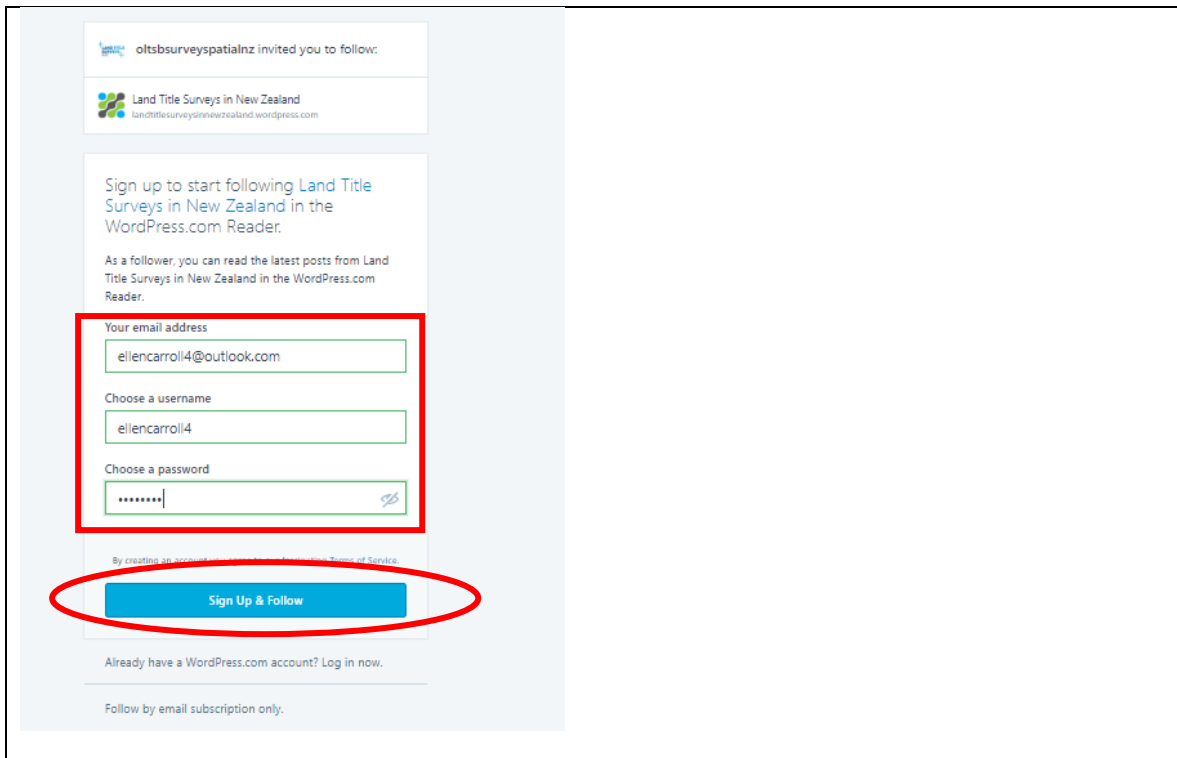 oltsbsurveyspatialnz invited you to follow:
Land Title Surveys in New Zealand
landtitlesurveysinnewzealand.wordpress.com
Sign up to start following Land Title
Surveys in New Zealand in the
WordPress.com Reader.
As a follower, you can read the latest posts from Land
Title Surveys in New Zealand in the WordPress.com
Reader.
Your email address
ellencarroll4@outlook.com
Choose a username
ellencarroll4
Choose a password
••••••••
By creating an account you agree to our fascinating Terms of Service.
Sign Up & Follow
Already have a WordPress.com account? Log in now.
Follow by email subscription only.